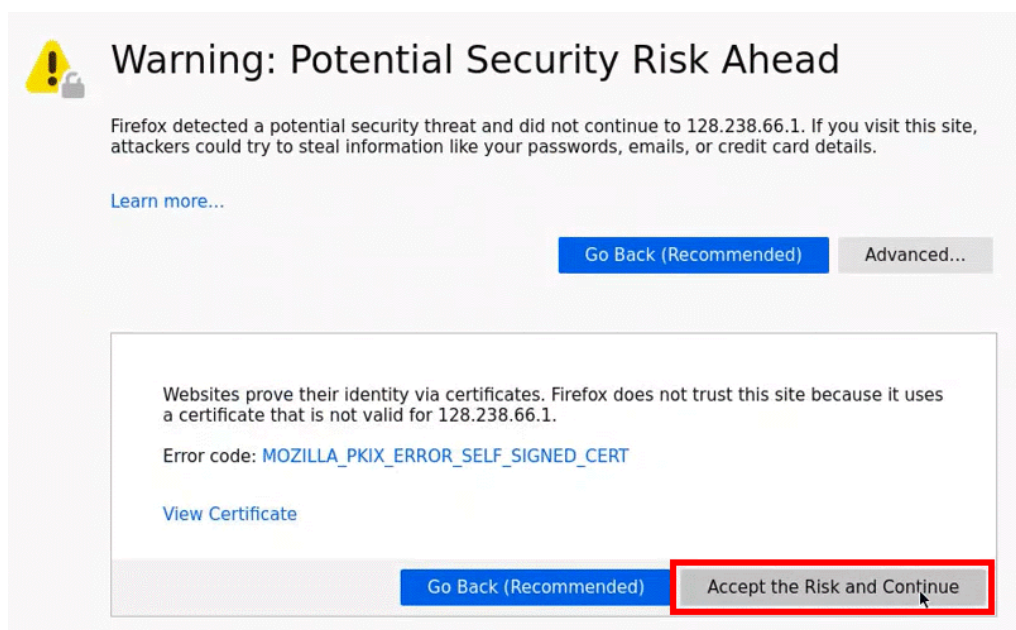 Warning: Potential Security Risk Ahead
Firefox detected a potential security threat and did not continue to 128.238.66.1. If you visit this site,
attackers could try to steal information like your passwords, emails, or credit card details.
Learn more...
Go Back (Recommended)
Advanced...
Websites prove their identity via certificates. Firefox does not trust this site because it uses
a certificate that is not valid for 128.238.66.1.
Error code: MOZILLA_PKIX_ERROR_SELF_SIGNED_CERT
View Certificate
Go Back (Recommended)
Accept the Risk and Continue